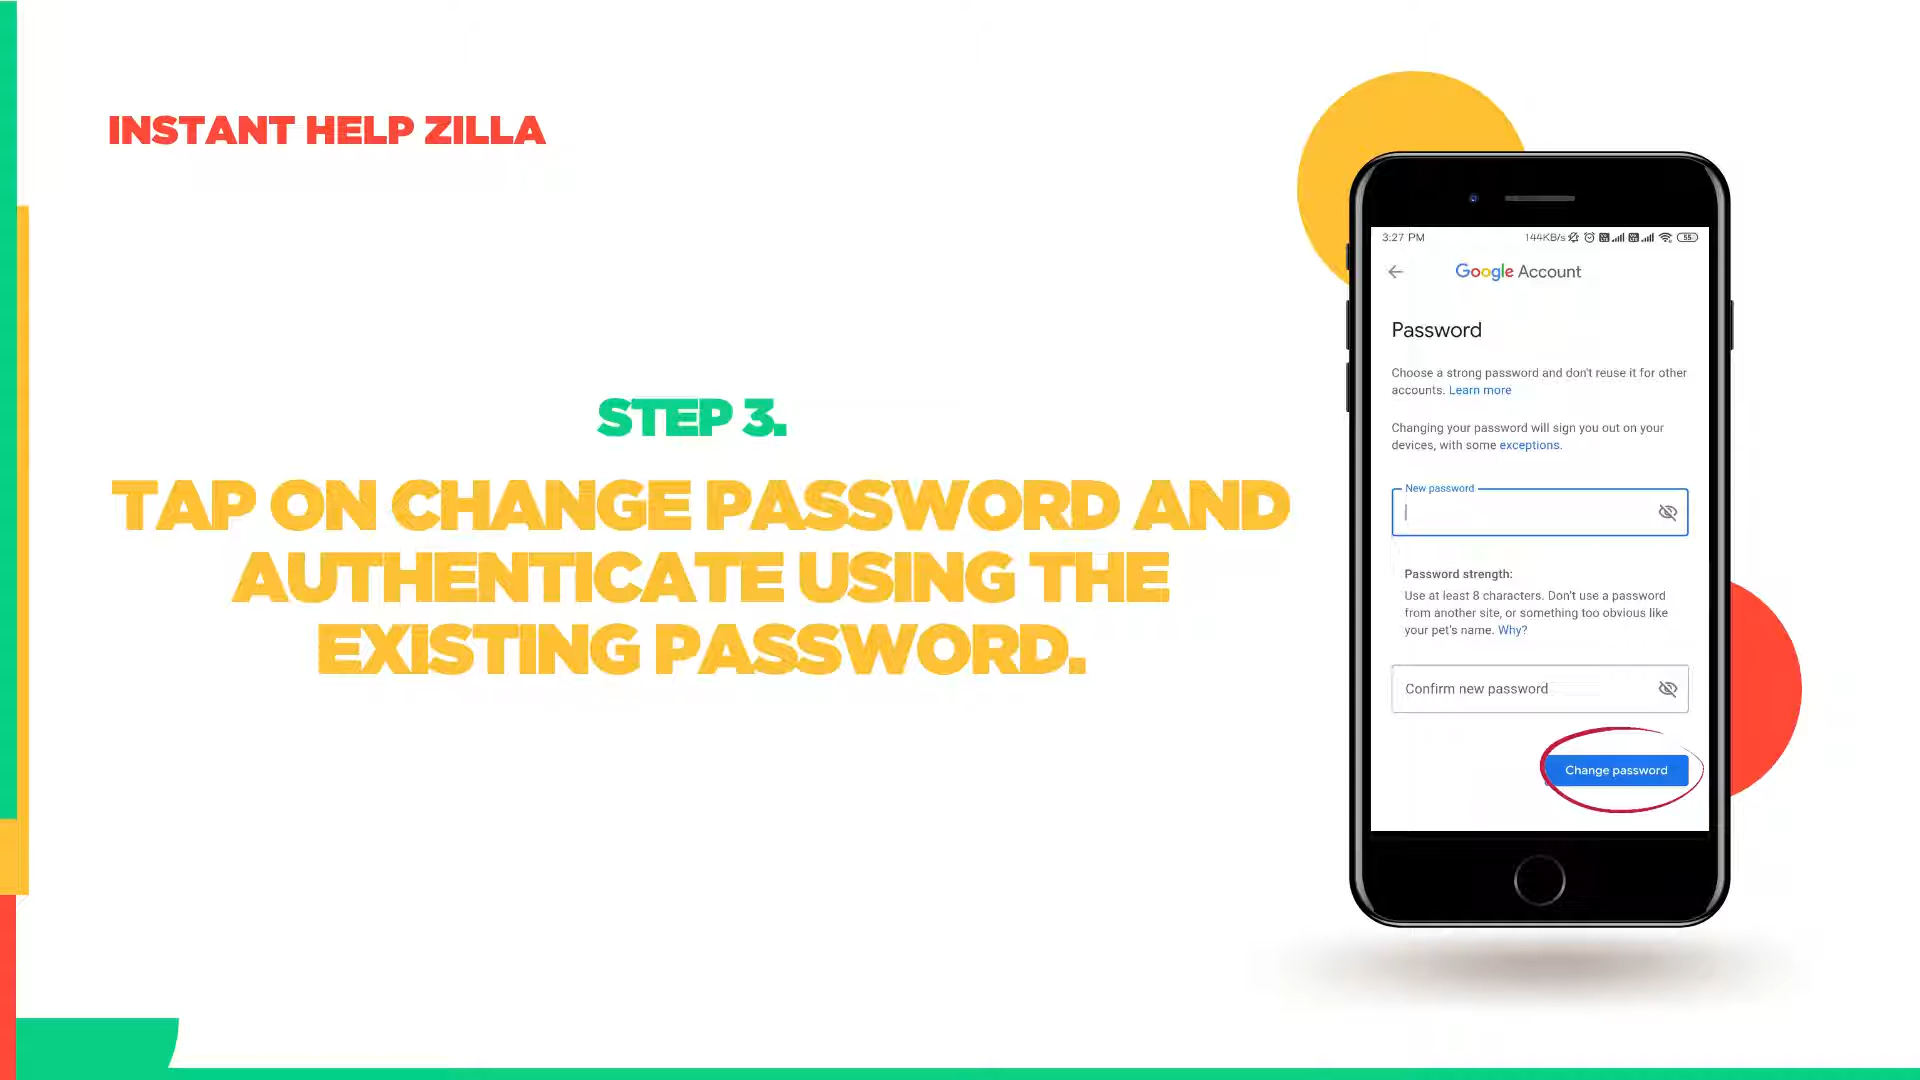 INSTANT HELP ZILLA
STEP 3.
TAP ON CHANGE PASSWORD AND
AUTHENTICATE USING THE
EXISTING PASSWORD.
3:27 PM 144KB/s 55
Google Account
Password
Choose a strong password and don't reuse it for other
accounts. Learn more
Changing your password will sign you out on your
devices, with some exceptions.
New password
Password strength:
Use at least 8 characters. Don't use a password
from another site, or something too obvious like
your pet's name. Why?
Confirm new password
Change password